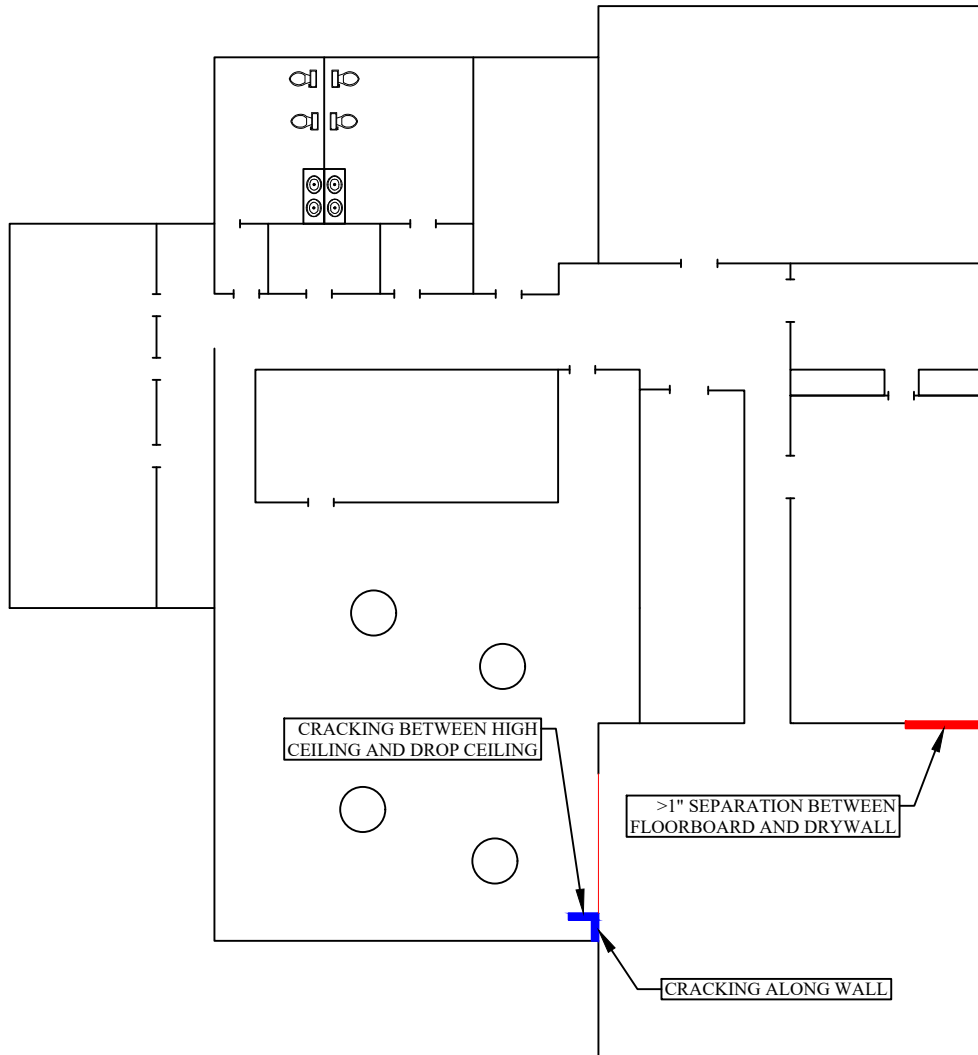 CRACKING BETWEEN HIGH
CEILING AND DROP CEILING
>1" SEPARATION BETWEEN
FLOORBOARD AND DRYWALL
CRACKING ALONG WALL